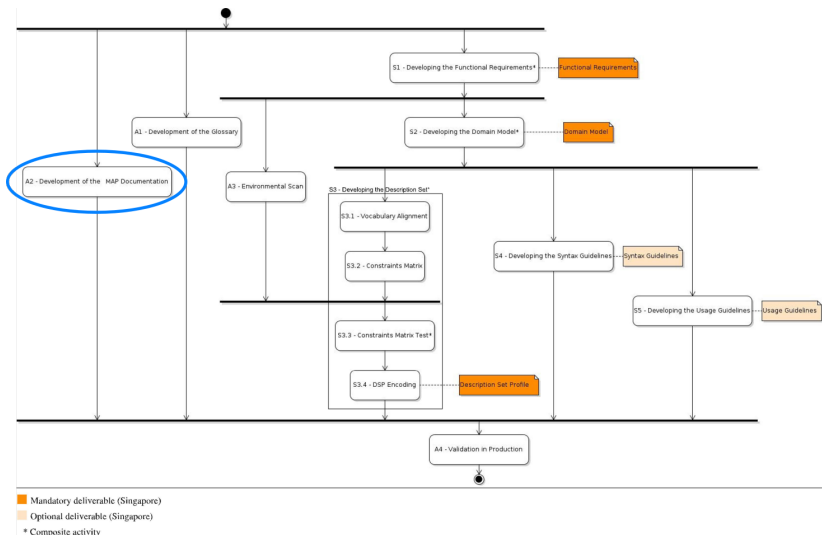 S1 - Developing the Functional Requirements*
Functional Requirements
A1 - Development of the Glossary
S2 - Developing the Domain Model*
Domain Model
A2 - Development of the MAP Documentation
A3 - Environmental Scan
S3 - Developing the Description Set*
S3.1 - Vocabulary Alignment
S3.2 - Constraints Matrix
S4 - Developing the Syntax Guidelines
Syntax Guidelines
S5 - Developing the Usage Guidelines
Usage Guidelines
S3.3 - Constraints Matrix Test*
S3.4 - DSP Encoding
Description Set Profile
A4 - Validation in Production
Mandatory deliverable (Singapore)
Optional deliverable (Singapore)
* Composite activity